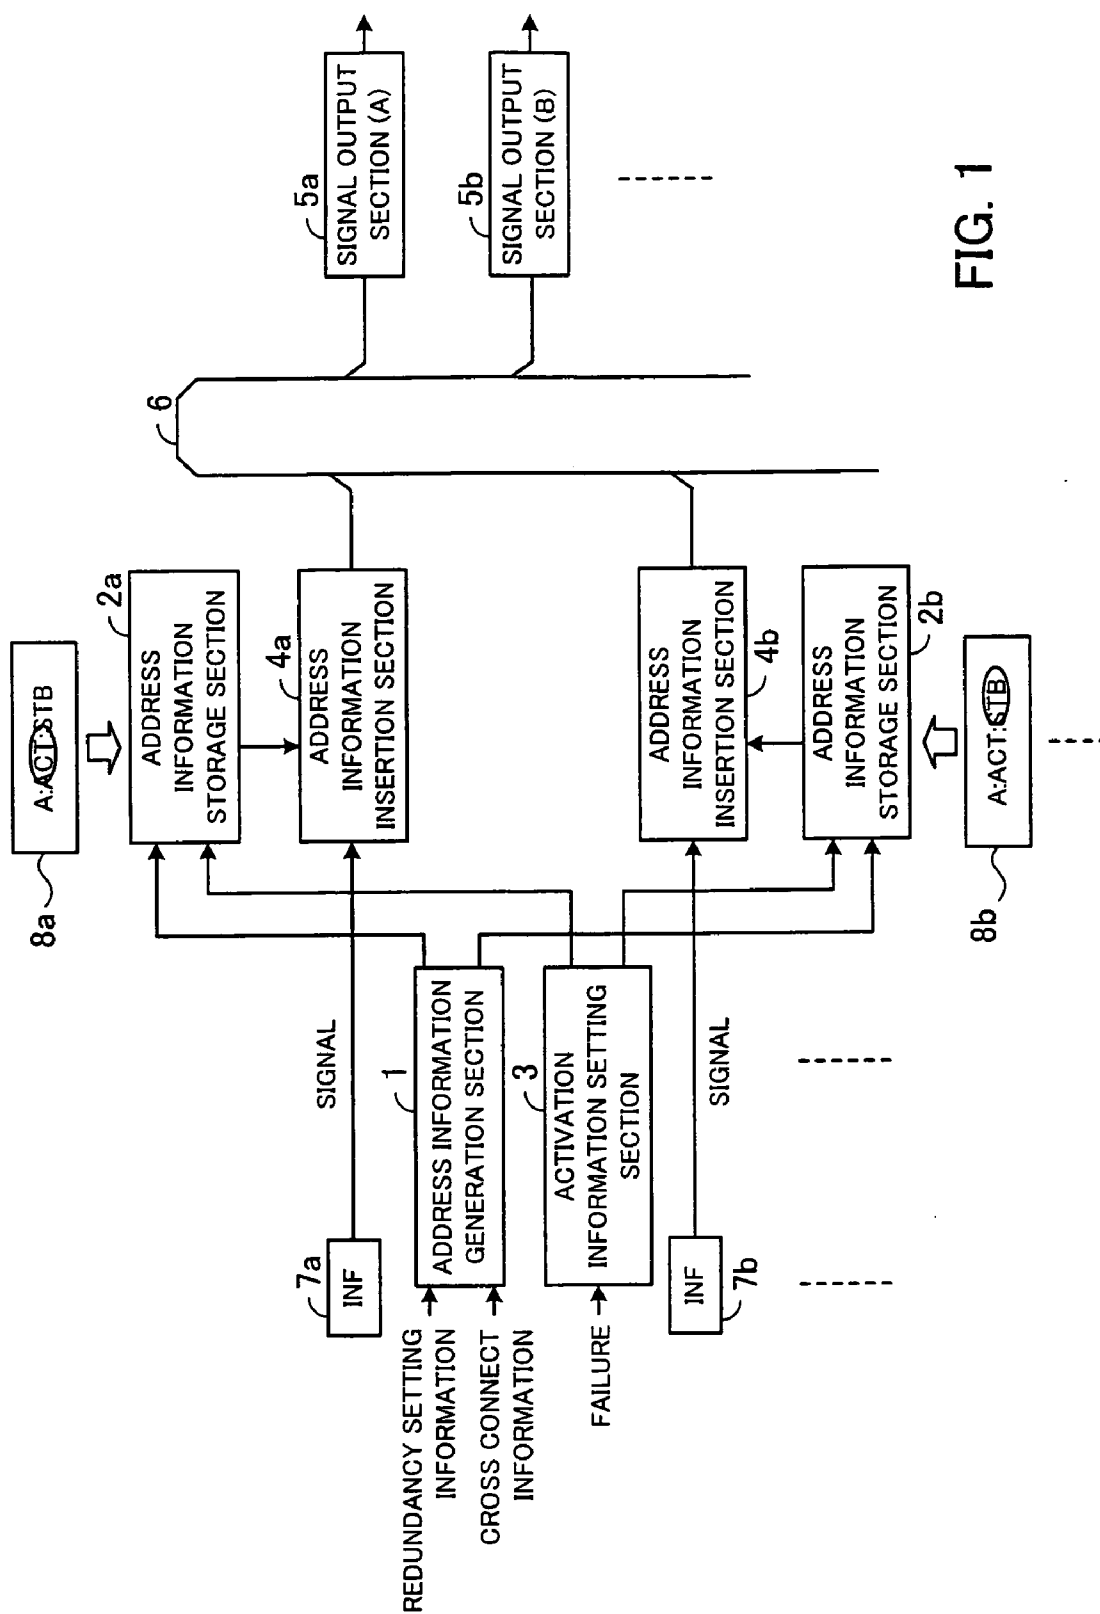 8a
A:ACT:STB
2a
ADDRESS
INFORMATION
STORAGE SECTION
4a
ADDRESS
INFORMATION
INSERTION SECTION
6
5a
SIGNAL OUTPUT
SECTION (A)
5b
SIGNAL OUTPUT
SECTION (B)
7a
INF
SIGNAL
REDUNDANCY SETTING
INFORMATION
CROSS CONNECT
INFORMATION
1
ADDRESS INFORMATION
GENERATION SECTION
FAILURE
3
ACTIVATION
INFORMATION SETTING
SECTION
INF
7b
SIGNAL
ADDRESS
INFORMATION
INSERTION SECTION
4b
ADDRESS
INFORMATION
STORAGE SECTION
2b
A:ACT:STB
8b
FIG. 1